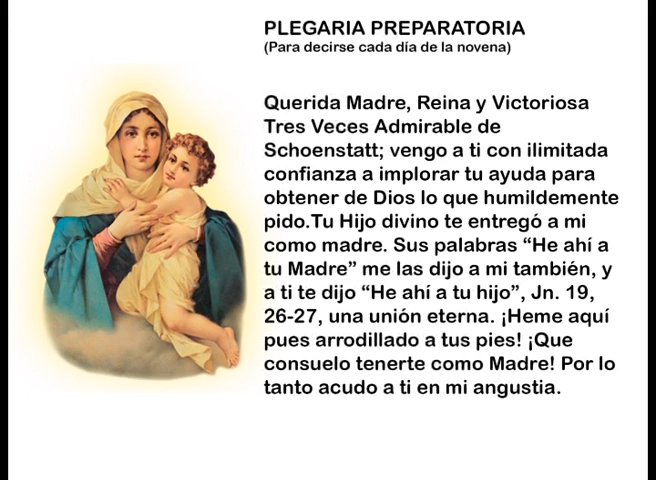 PLEGARIA PREPARATORIA
(Para decirse cada día de la novena)
Querida Madre, Reina y Victoriosa
Tres Veces Admirable de
Schoenstatt; vengo a ti con ilimitada
confianza a implorar tu ayuda para
obtener de Dios lo que humildemente
pido.Tu Hijo divino te entregó a mi
como madre. Sus palabras “He ahí a
tu Madre” me las dijo a mi también, y
a ti te dijo “He ahí a tu hijo”, Jn. 19,
26-27, una unión eterna. ¡Heme aquí
pues arrodillado a tus pies! ¡Que
consuelo tenerte como Madre! Por lo
tanto acudo a ti en mi angustia.